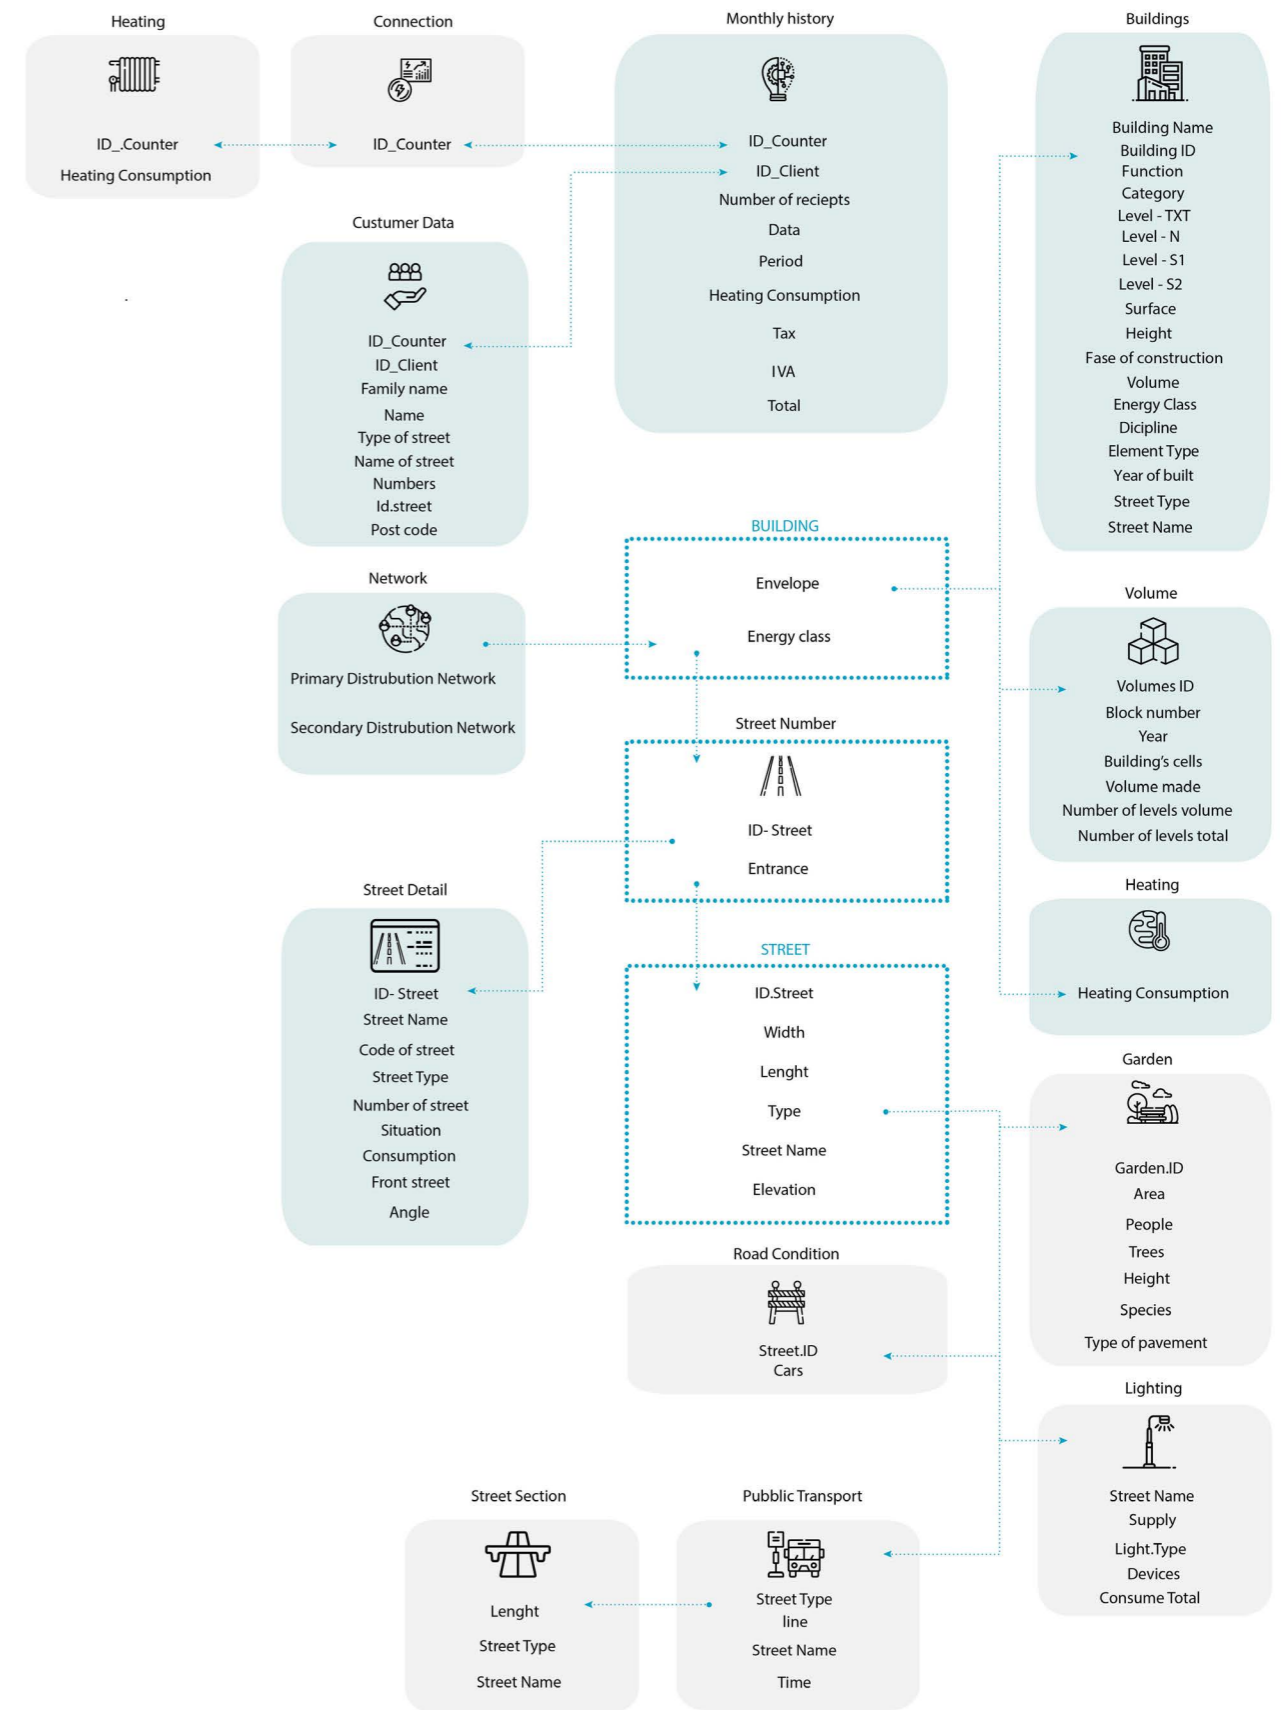 Heating
ID_.Counter
Heating Consumption
Connection
ID_Counter
Monthly history
ID_Counter
ID_Client
Number of reciepts
Data
Period
Heating Consumption
Tax
IVA
Total
Buildings
Building Name
Building ID
Function
Category
Level - TXT
Level - N
Level - S1
Level - S2
Surface
Height
Fase of construction
Volume
Energy Class
Dicipline
Element Type
Year of built
Street Type
Street Name
Custumer Data
ID_Counter
ID_Client
Family name
Name
Type of street
Name of street
Numbers
Id.street
Post code
BUILDING
Envelope
Energy class
Network
Primary Distrubution Network
Secondary Distrubution Network
Volume
Volumes ID
Block number
Year
Building's cells
Volume made
Number of levels volume
Number of levels total
Street Number
ID- Street
Entrance
Street Detail
ID- Street
Street Name
Code of street
Street Type
Number of street
Situation
Consumption
Front street
Angle
Heating
Heating Consumption
STREET
ID.Street
Width
Lenght
Type
Street Name
Elevation
Garden
Garden.ID
Area
People
Trees
Height
Species
Type of pavement
Road Condition
Street.ID
Cars
Lighting
Street Name
Supply
Light.Type
Devices
Consume Total
Street Section
Lenght
Street Type
Street Name
Pubblic Transport
Street Type
line
Street Name
Time